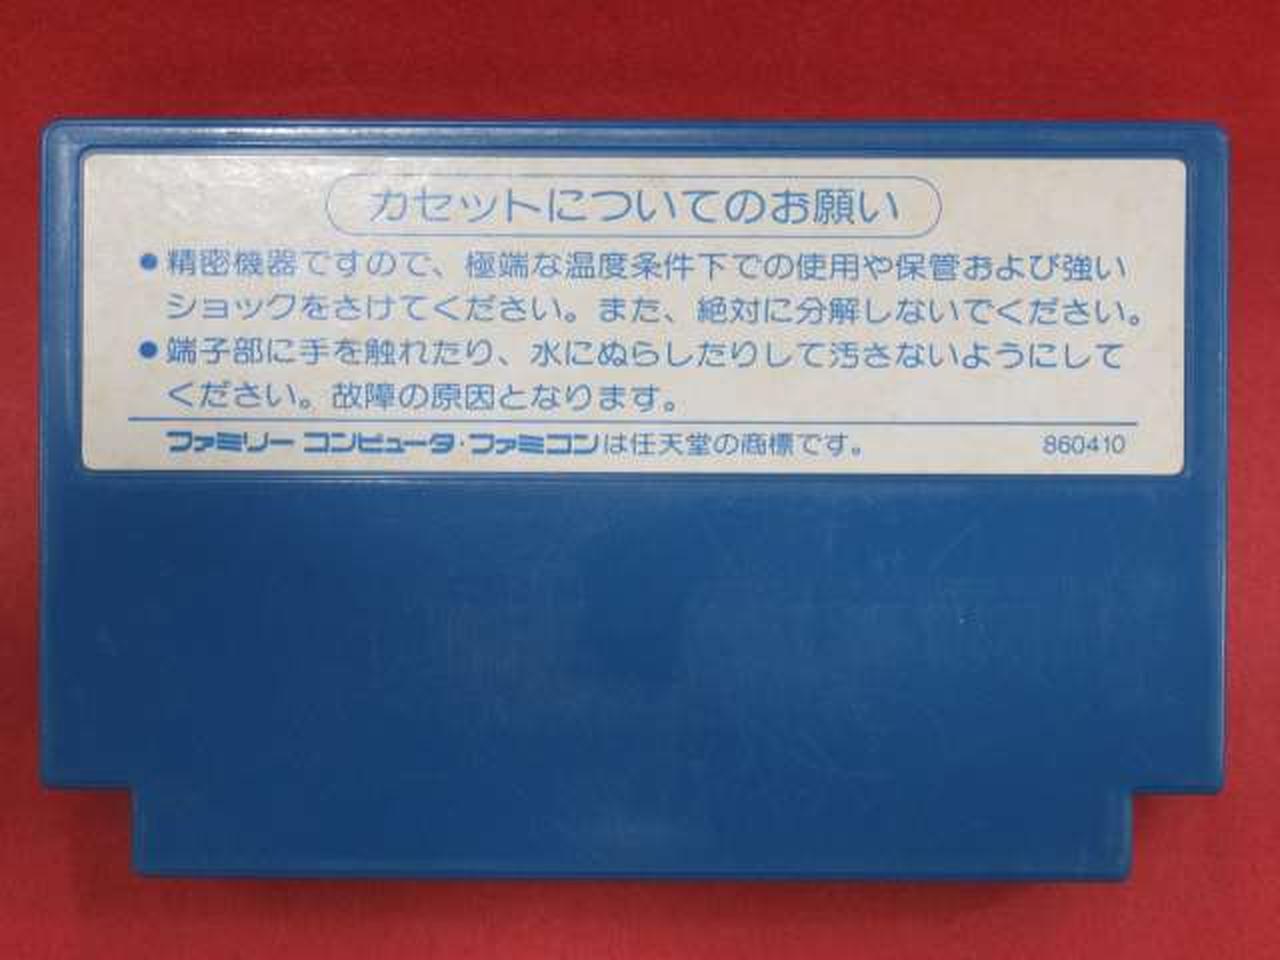 カセットについてのお願い
●精密機器ですので、極端な温度条件下での使用や保管および強い
ショックをさけてください。また、絶対に分解しないでください。
●端子部に手を触れたり、水にぬらしたりして汚さないようにして
ください。故障の原因となります。
ファミリー コンピュータ・ファミコンは任天堂の商標です。 860410